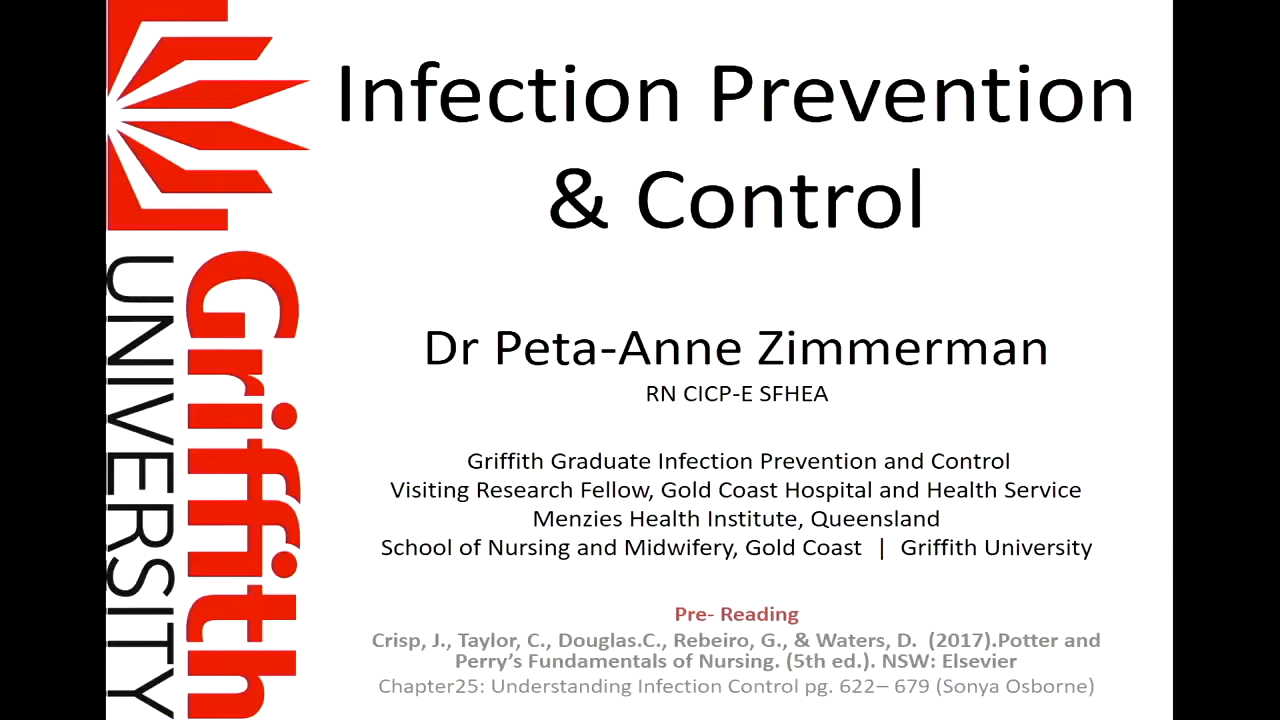 Griffith
UNIVERSITY
Infection Prevention
& Control
Dr Peta-Anne Zimmerman
RN CICP-E SFHEA
Griffith Graduate Infection Prevention and Control
Visiting Research Fellow, Gold Coast Hospital and Health Service
Menzies Health Institute, Queensland
School of Nursing and Midwifery, Gold Coast | Griffith University
Pre- Reading
Crisp, J., Taylor, C., Douglas.C., Rebeiro, G., & Waters, D. (2017).Potter and
Perry’s Fundamentals of Nursing. (5th ed.). NSW: Elsevier
Chapter25: Understanding Infection Control pg. 622– 679 (Sonya Osborne)